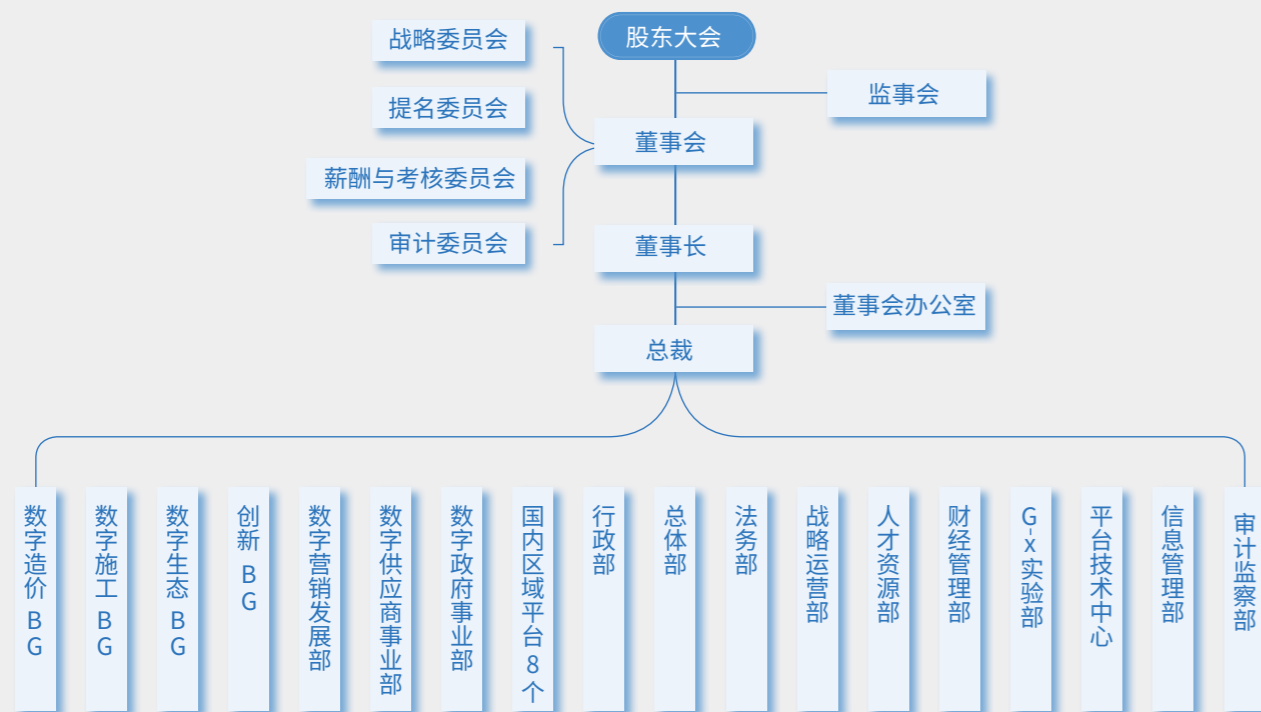 股东大会
战略委员会
监事会
提名委员会
董事会
薪酬与考核委员会
审计委员会
董事长
董事会办公室
总裁
数字造价BG
数字施工BG
数字生态BG
创新BG
数字营销发展部
数字供应商事业部
数字政府事业部
国内区域平台8个
行政部
总体部
法务部
战略运营部
人才资源部
财经管理部
G-x实验部
平台技术中心
信息管理部
审计监察部